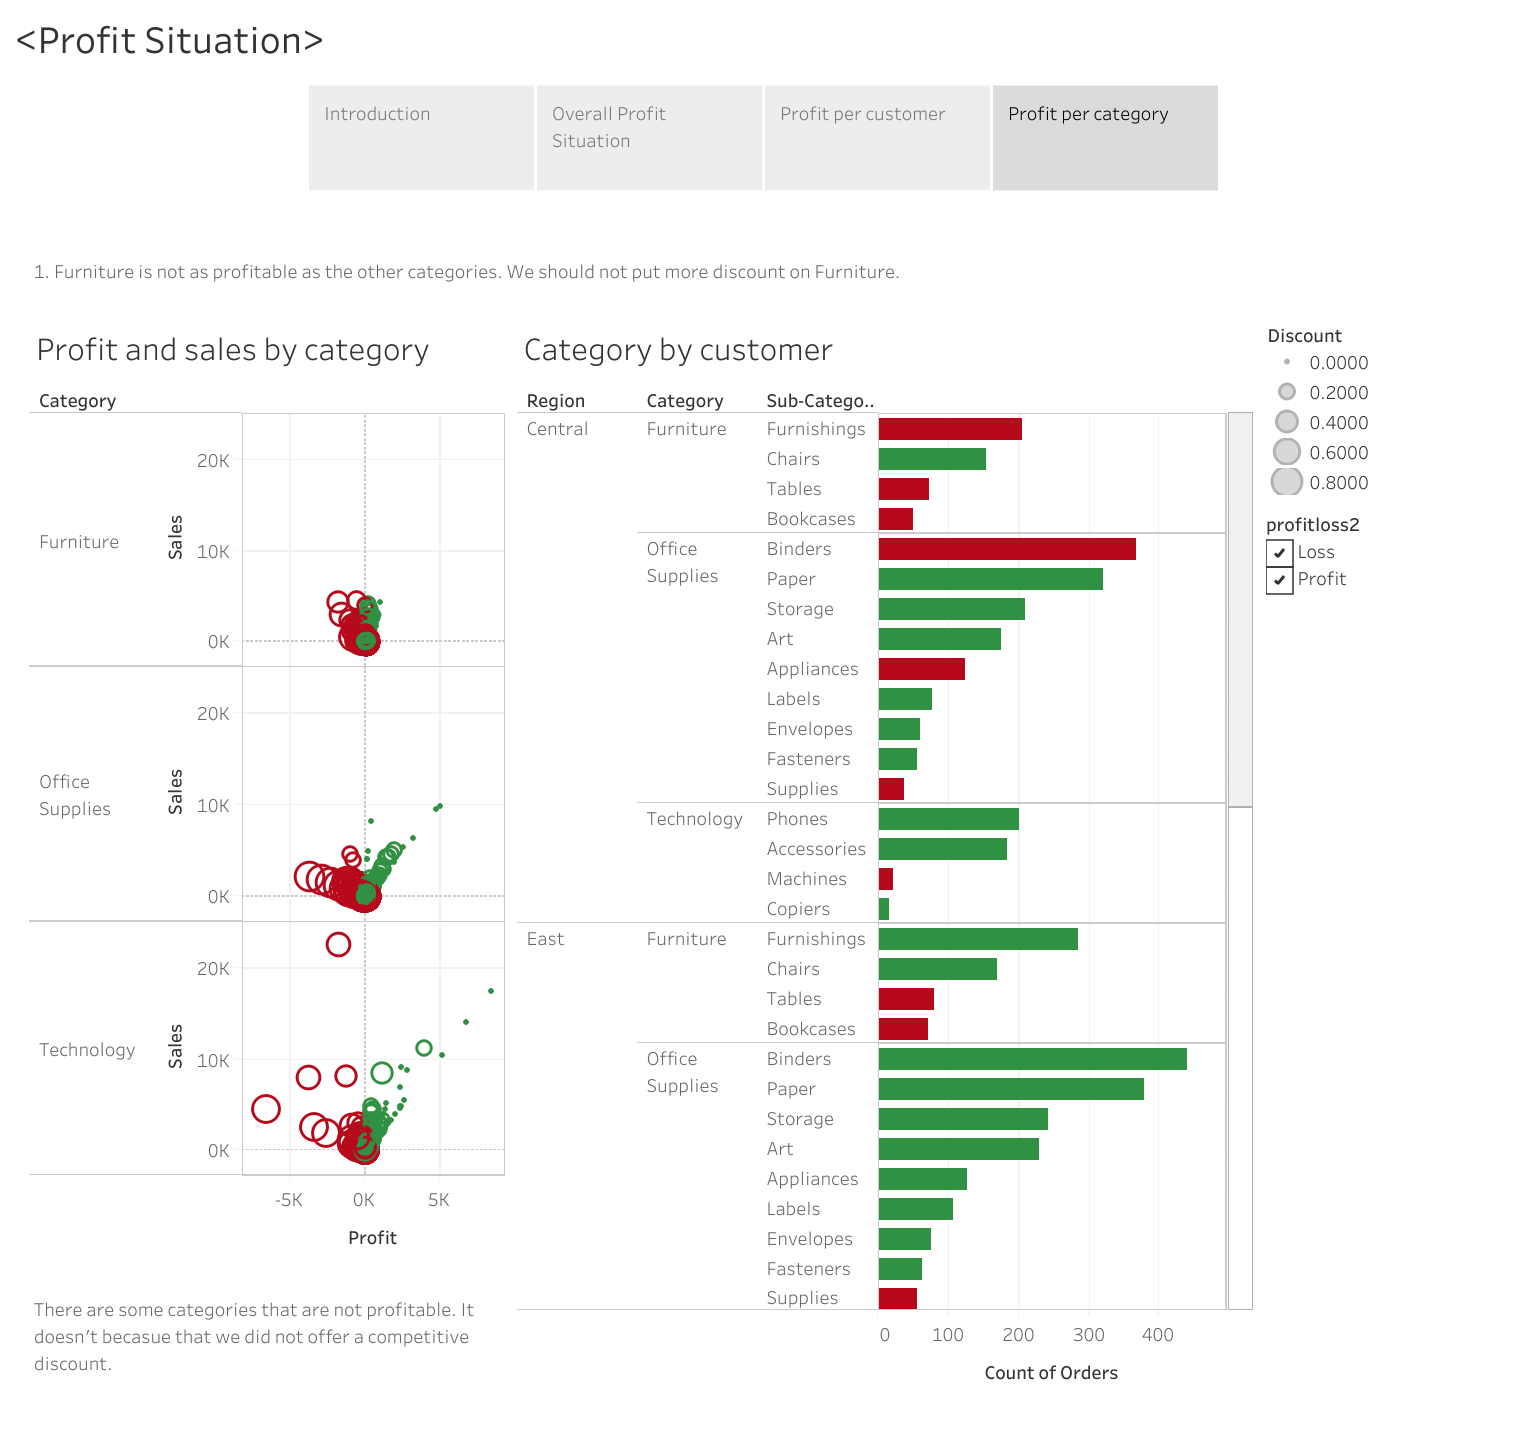 <Profit Situation>
Introduction
Overall Profit
Situation
Profit per customer
Profit per category
1. Furniture is not as profitable as the other categories. We should not put more discount on Furniture.
Profit and sales by category
Category
Furniture
Sales
20K
10K
0K
Office
Supplies
Sales
20K
10K
0K
Technology
Sales
20K
10K
0K
-5K
0K
5K
Profit
There are some categories that are not profitable. It
doesn't becasue that we did not offer a competitive
discount.
Category by customer
Region
Category
Sub-Catego..
Central
Furniture
Furnishings
Chairs
Tables
Bookcases
Office
Supplies
Binders
Paper
Storage
Art
Appliances
Labels
Envelopes
Fasteners
Supplies
Technology
Phones
Accessories
Machines
Copiers
East
Furniture
Furnishings
Chairs
Tables
Bookcases
Office
Supplies
Binders
Paper
Storage
Art
Appliances
Labels
Envelopes
Fasteners
Supplies
0
100
200
300
400
Count of Orders
Discount
0.0000
0.2000
0.4000
0.6000
0.8000
profitloss2
Loss
Profit